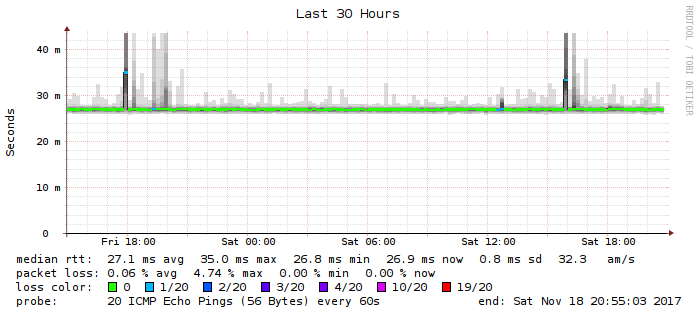 Last 30 Hours
RRDTOOL / TOBI OETIKER
Seconds
40 m
30 m
20 m
10 m
0
Fri 18:00 Sat 00:00 Sat 06:00 Sat 12:00 Sat 18:00
median rtt: 27.1 ms avg 35.0 ms max 26.8 ms min 26.9 ms now 0.8 ms sd 32.3 am/s
packet loss: 0.06 % avg 4.74 % max 0.00 % min 0.00 % now
loss color: 0 1/20 2/20 3/20 4/20 10/20 19/20
probe: 20 ICMP Echo Pings (56 Bytes) every 60s end: Sat Nov 18 20:55:03 2017